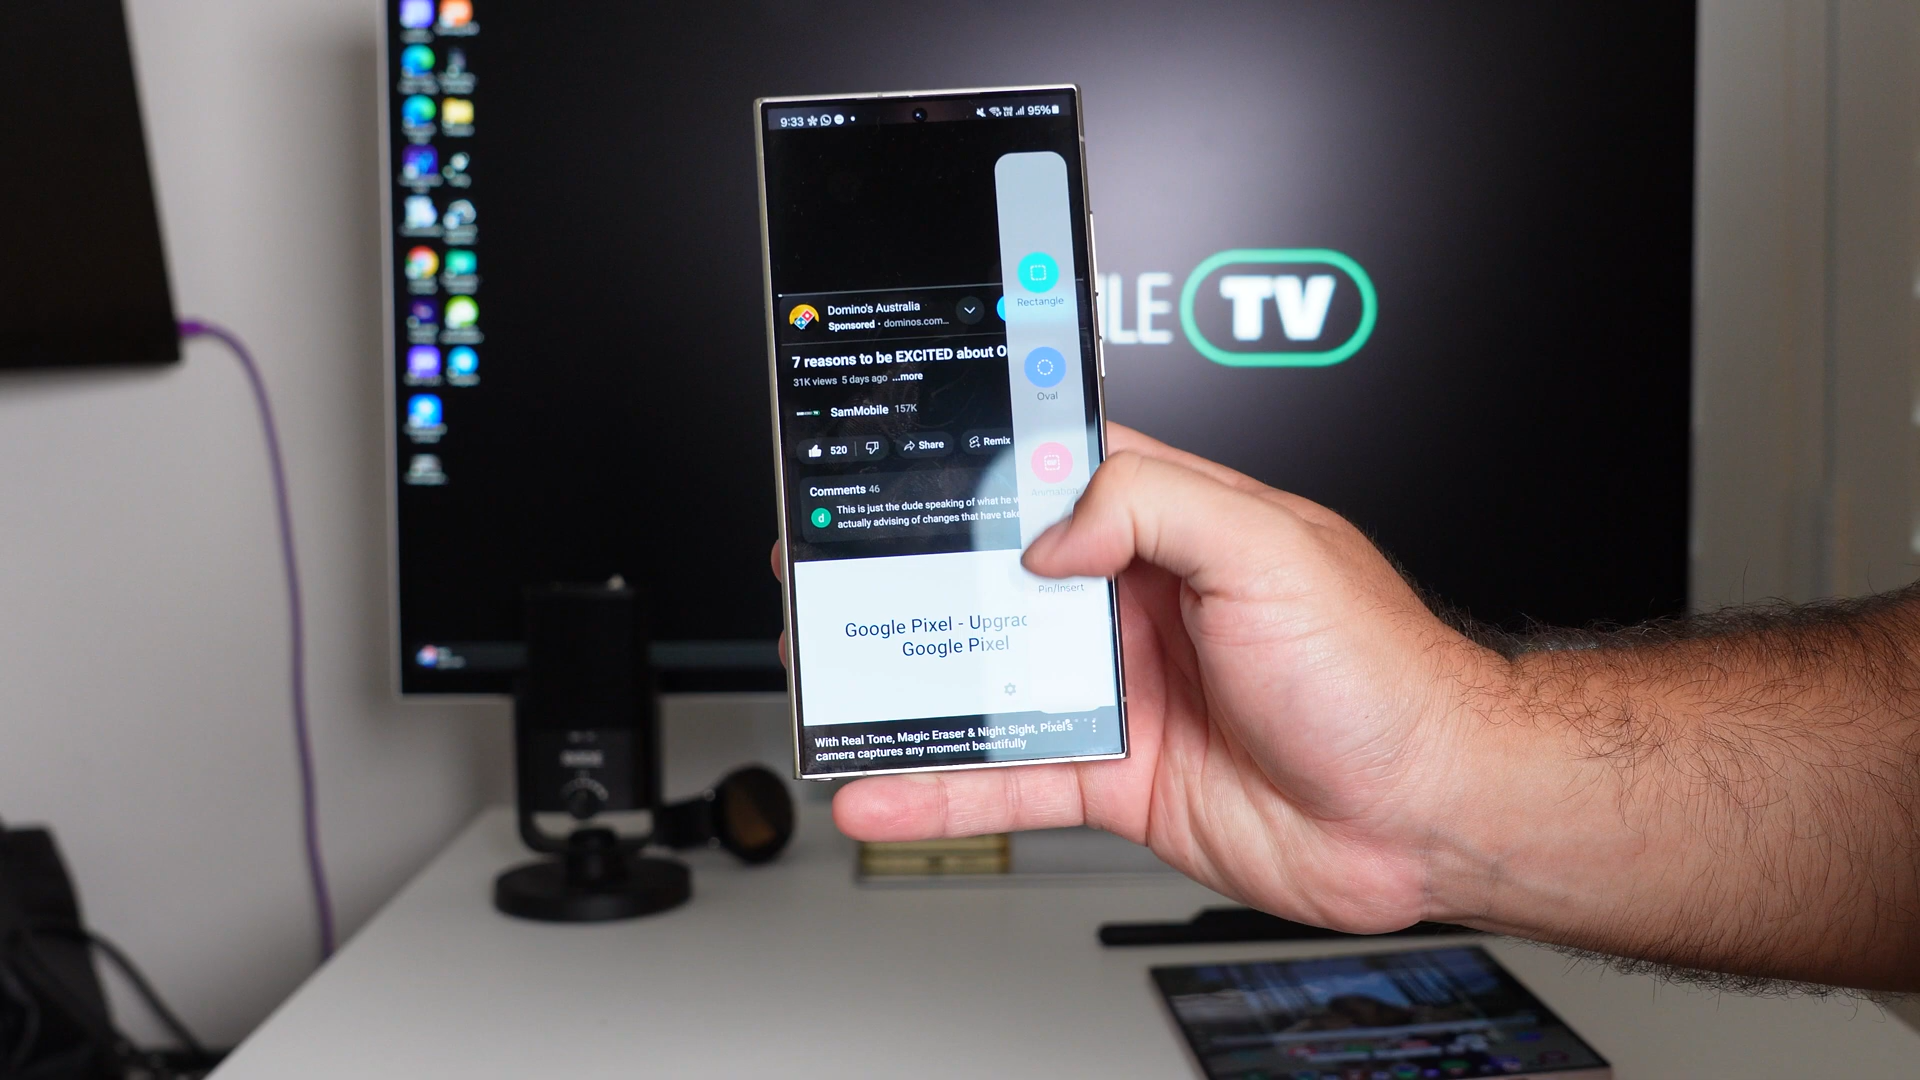 9:33
95%
Rectangle
Domino's Australia
Sponsored • dominos.com...
Oval
7 reasons to be EXCITED about O
31K views 5 days ago ...more
SamMobile 157K
520
Share
Remix
Animation
Comments 46
This is just the dude speaking of what he
actually advising of changes that have
d
Pin/Insert
Google Pixel -
Google Pixel
With Real Tone, Magic Eraser & Night Sight, Pixel's
camera captures any moment beautifully
TV